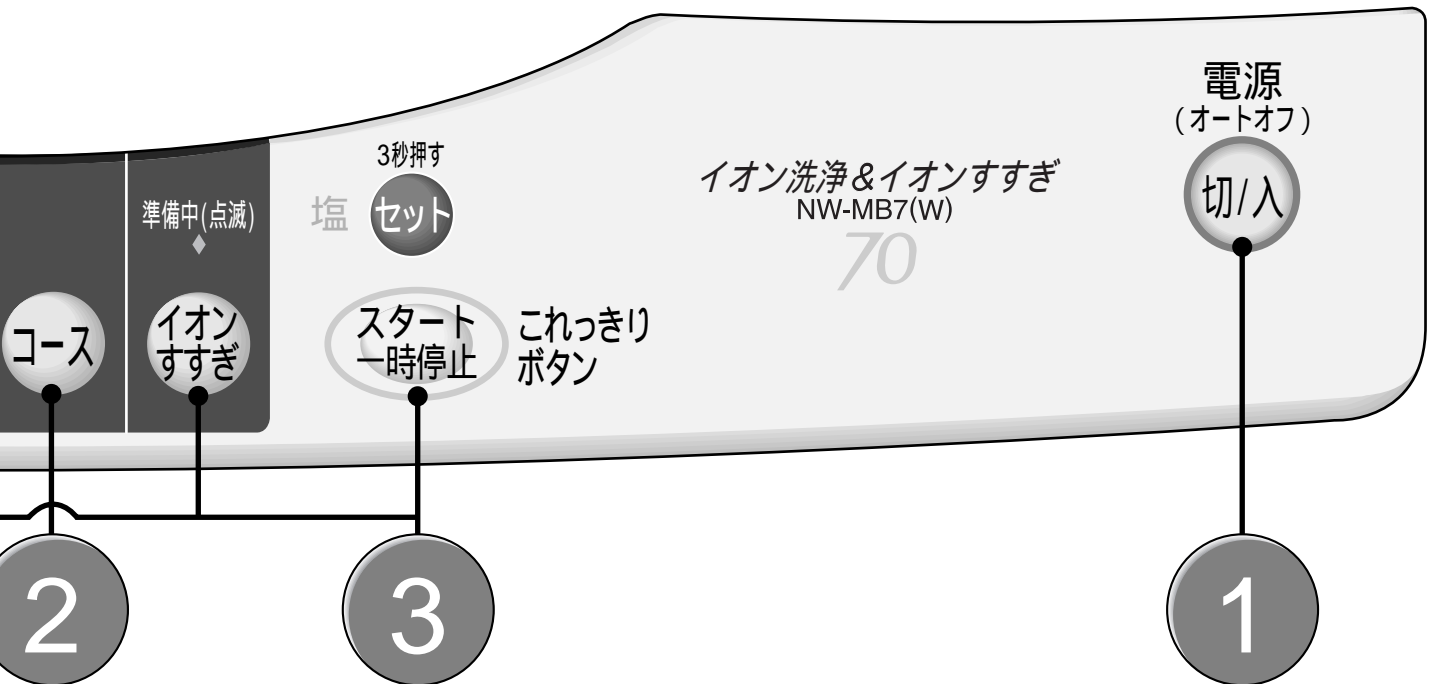 電源
(オートオフ)
切/入
3秒押す
塩
セット
イオン洗浄&イオンすすぎ
NW-MB7(W)
70
準備中(点滅)
コース
イオン
すすぎ
スタート
一時停止
これっきり
ボタン
2
3
1